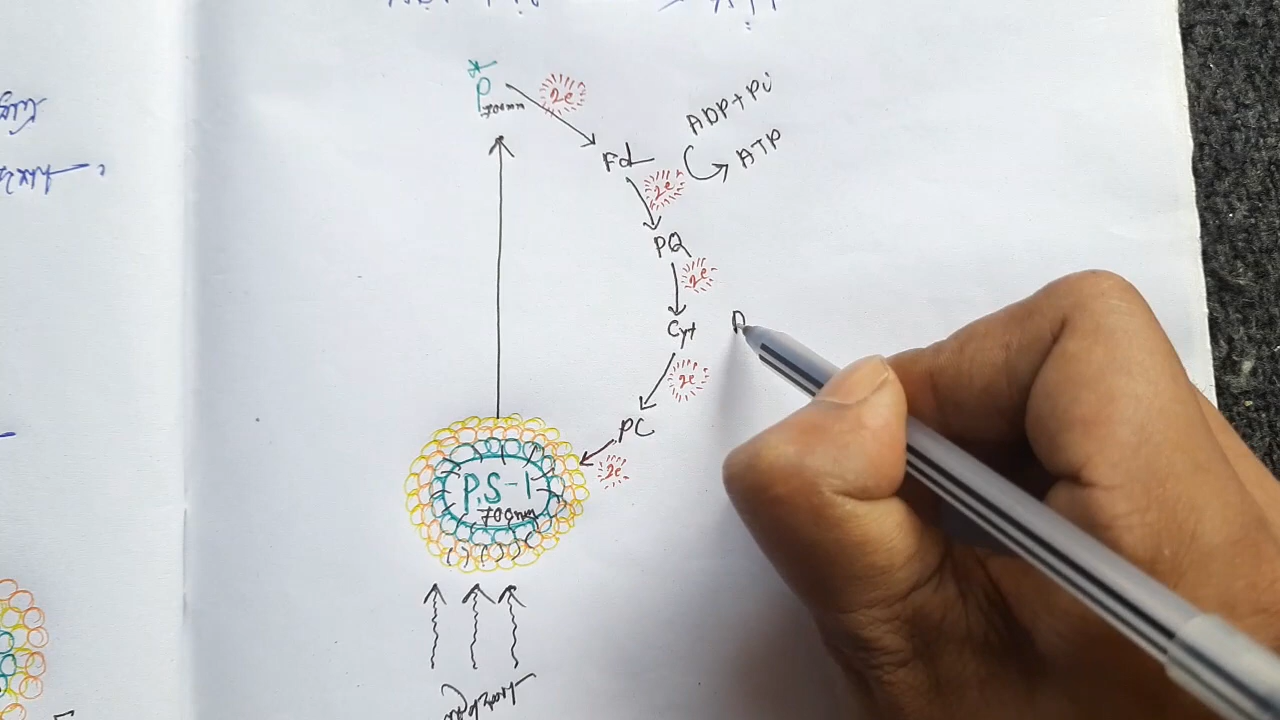 *
P
700nm
2e
Fd
ADP+Pi
ATP
2e
PQ
2e
Cyt
2e
PC
2e
P.S-1
700nm